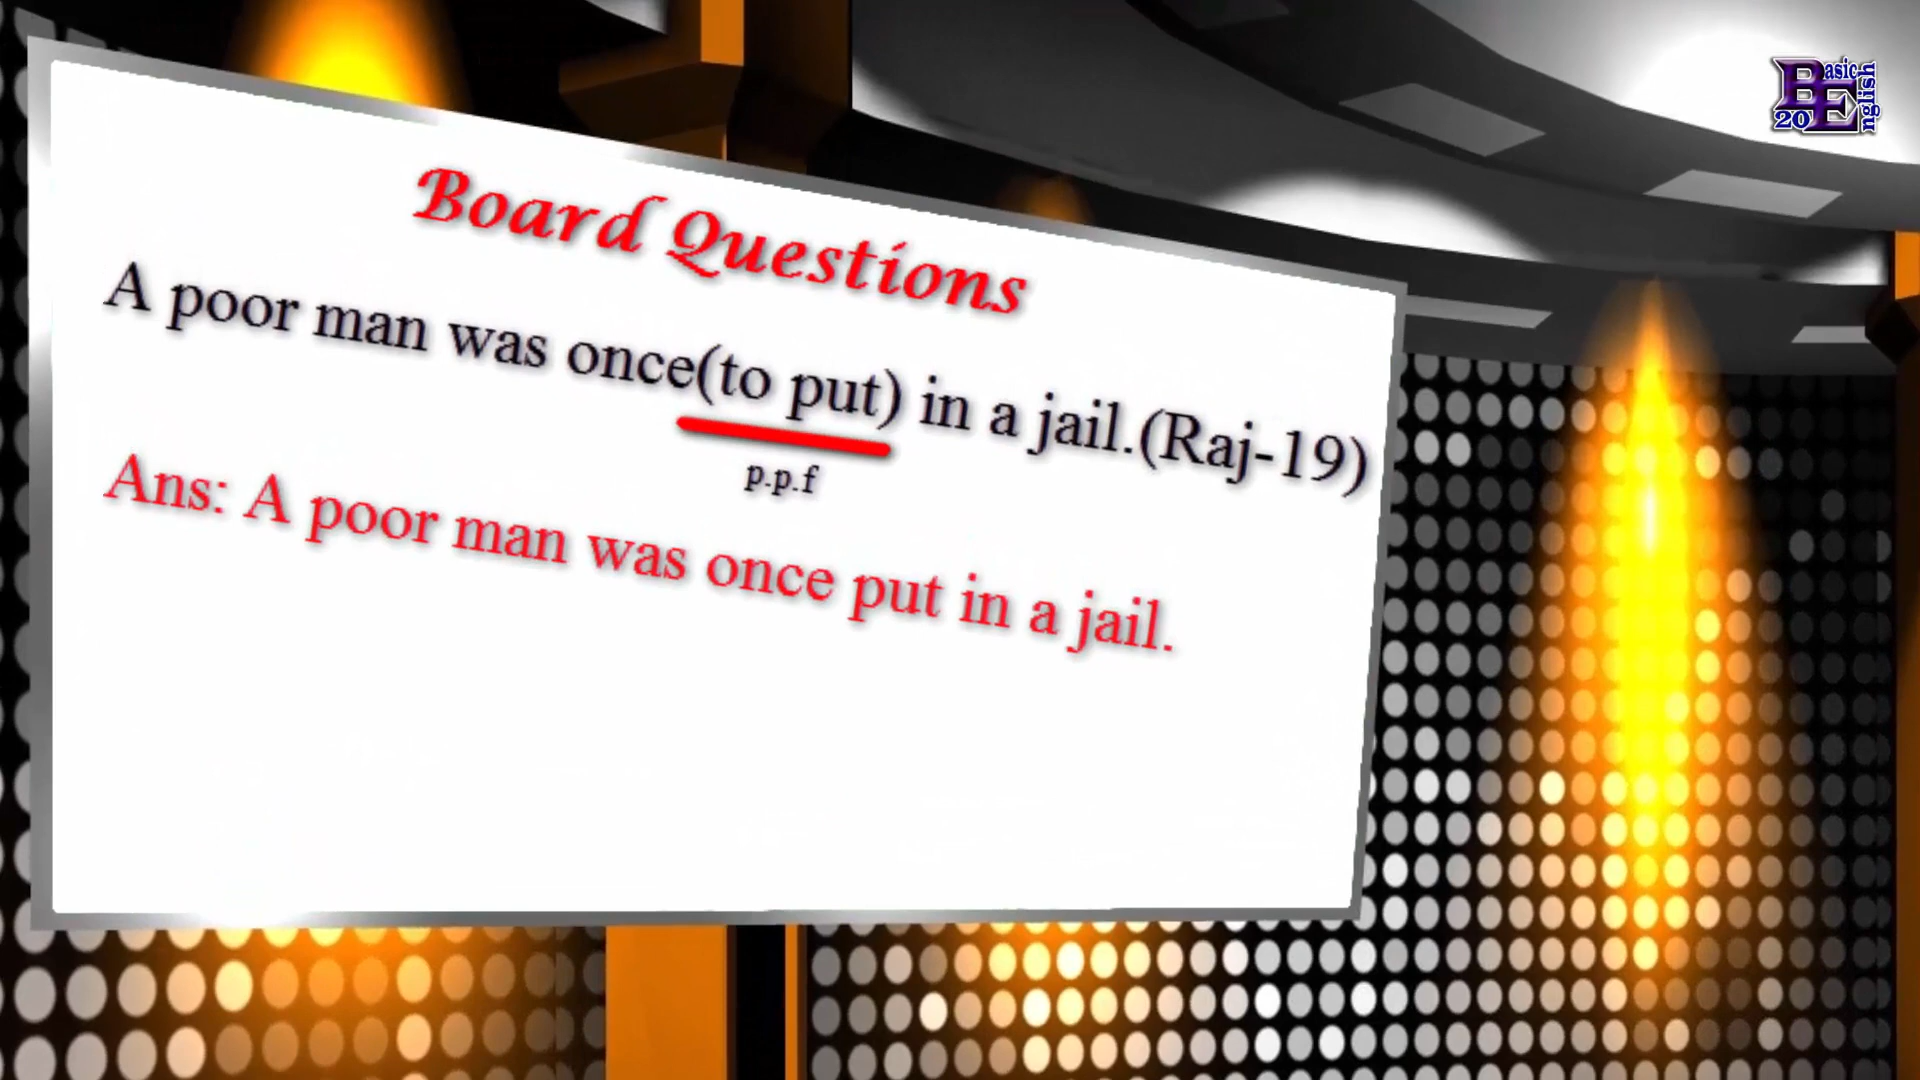 Basic
English
20
Board Questions
A poor man was once(to put) in a jail.(Raj-19)
p.p.f
Ans: A poor man was once put in a jail.